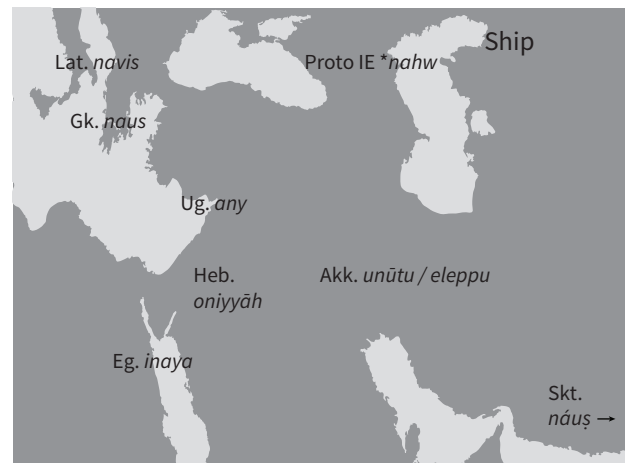 Ship
Lat. navis
Proto IE *nahw
Gk. naus
Ug. any
Heb.
oniyyāh
Akk. unūtu / eleppu
Eg. inaya
Skt.
náuṣ →